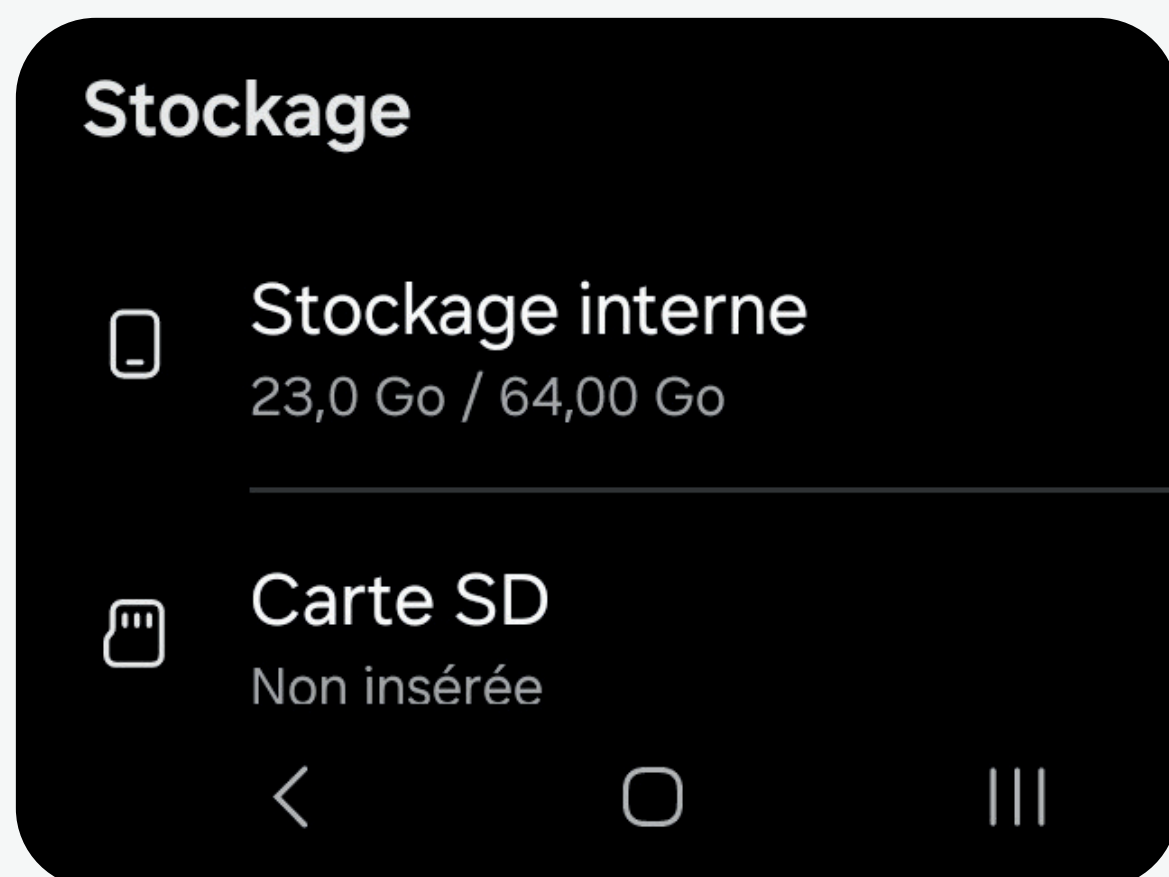 Stockage
Stockage interne
23,0 Go / 64,00 Go
Carte SD
Non insérée